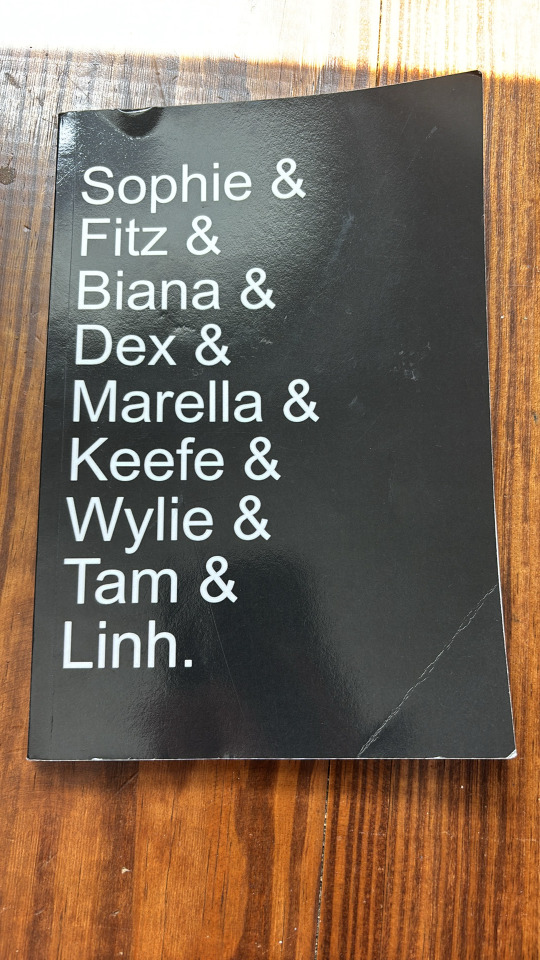 Sophie &
Fitz &
Biana &
Dex &
Marella &
Keefe &
Wylie &
Tam &
Linh.